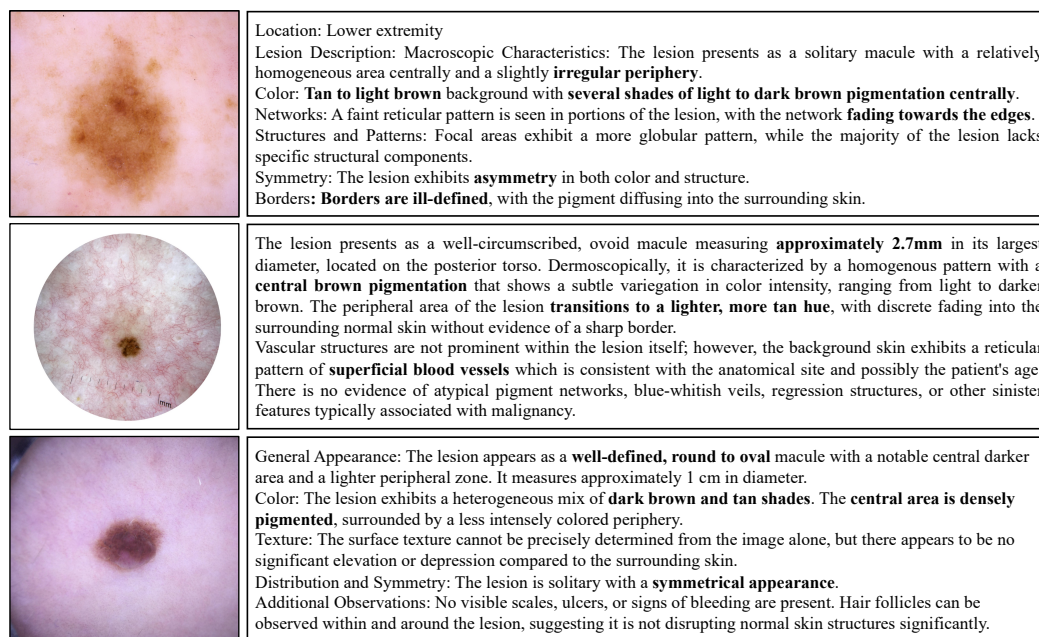 Location: Lower extremity
Lesion Description: Macroscopic Characteristics: The lesion presents as a solitary macule with a relatively
homogeneous area centrally and a slightly irregular periphery.
Color: Tan to light brown background with several shades of light to dark brown pigmentation centrally.
Networks: A faint reticular pattern is seen in portions of the lesion, with the network fading towards the edges.
Structures and Patterns: Focal areas exhibit a more globular pattern, while the majority of the lesion lacks
specific structural components.
Symmetry: The lesion exhibits asymmetry in both color and structure.
Borders: Borders are ill-defined, with the pigment diffusing into the surrounding skin.
The lesion presents as a well-circumscribed, ovoid macule measuring approximately 2.7mm in its largest
diameter, located on the posterior torso. Dermoscopically, it is characterized by a homogenous pattern with a
central brown pigmentation that shows a subtle variegation in color intensity, ranging from light to darker
brown. The peripheral area of the lesion transitions to a lighter, more tan hue, with discrete fading into the
surrounding normal skin without evidence of a sharp border.
Vascular structures are not prominent within the lesion itself; however, the background skin exhibits a reticular
pattern of superficial blood vessels which is consistent with the anatomical site and possibly the patient's age
There is no evidence of atypical pigment networks, blue-whitish veils, regression structures, or other sinister
features typically associated with malignancy.
mm
General Appearance: The lesion appears as a well-defined, round to oval macule with a notable central darker
area and a lighter peripheral zone. It measures approximately 1 cm in diameter.
Color: The lesion exhibits a heterogeneous mix of dark brown and tan shades. The central area is densely
pigmented, surrounded by a less intensely colored periphery.
Texture: The surface texture cannot be precisely determined from the image alone, but there appears to be no
significant elevation or depression compared to the surrounding skin.
Distribution and Symmetry: The lesion is solitary with a symmetrical appearance.
Additional Observations: No visible scales, ulcers, or signs of bleeding are present. Hair follicles can be
observed within and around the lesion, suggesting it is not disrupting normal skin structures significantly.